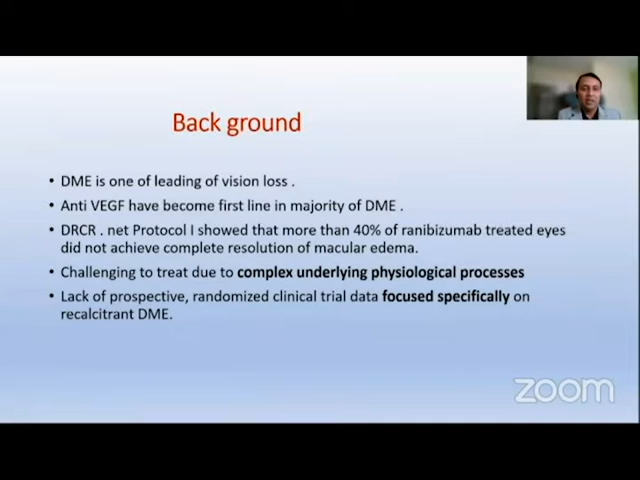 Back ground
• DME is one of leading of vision loss .
• Anti VEGF have become first line in majority of DME .
• DRCR . net Protocol I showed that more than 40% of ranibizumab treated eyes
did not achieve complete resolution of macular edema.
• Challenging to treat due to complex underlying physiological processes
• Lack of prospective, randomized clinical trial data focused specifically on
recalcitrant DME.
zoom